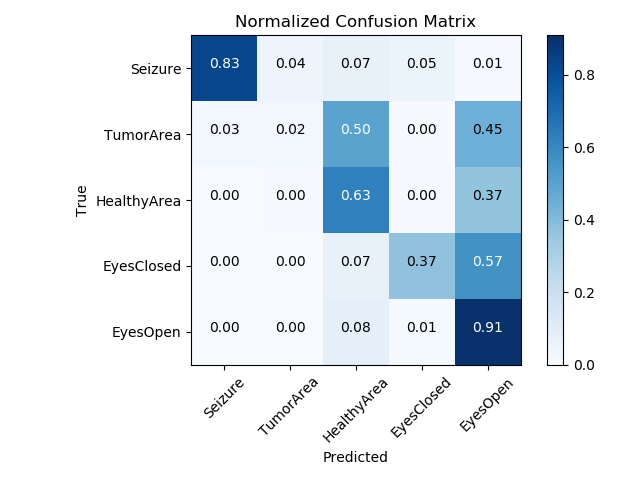 Normalized Confusion Matrix
True
Seizure 0.83 0.04 0.07 0.05 0.01
TumorArea 0.03 0.02 0.50 0.00 0.45
HealthyArea 0.00 0.00 0.63 0.00 0.37
EyesClosed 0.00 0.00 0.07 0.37 0.57
EyesOpen 0.00 0.00 0.08 0.01 0.91
Seizure TumorArea HealthyArea EyesClosed EyesOpen
Predicted
0.8
0.6
0.4
0.2
0.0